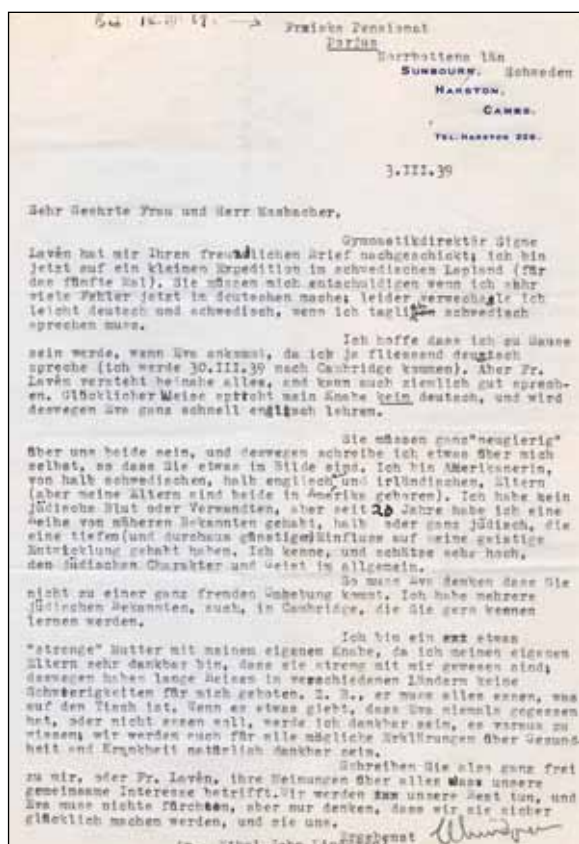 Pensionat
Porjus
Norrbottens län
SUNBOURN. Schweden
HARSTON.
CAMBS.
TEL. HARSTON 226.
3.III.39
Sehr Geehrte Frau und Herr Mosbacher,
Gymnastikdirektör Signe
Lavén hat mir Ihren freundlichen Brief nachgeschickt; ich bin
jetzt auf ein kleinen Expedition im schwedischen Lapland (für
das fünfte Mal). Sie müssen mich entschuldigen wenn ich sehr
viele Fehler jetzt in deutschen mache; leider verwechsle ich
leicht deutsch und schwedisch, wenn ich täglich schwedisch
sprechen muss.
Ich hoffe dass ich zu Hause
sein werde, wenn Eva ankommt, da ich ja fliessend deutsch
spreche (ich werde 30.III.39 nach Cambridge kommen). Aber Fr.
Lavén versteht beinahe alles, und kann auch ziemlich gut sprech-
en. Glücklicher Weise spricht mein Knabe kein deutsch, und wird
deswegen Eva ganz schnell englisch lehren.
Sie müssen ganz "neugierig"
über uns beide sein, und deswegen schreibe ich etwas über mich
selbst, so dass Sie etwas im Bilde sind. Ich bin Amerikanerin,
von halb schwedischen, halb englisch und irländischen, Eltern
(aber meine Eltern sind beide in Amerika geboren). Ich habe kein
jüdische Blut oder Verwandten, aber seit 20 Jahre habe ich eine
Reihe von näheren Bekannten gehabt, halb oder ganz jüdisch, die
eine tiefen (und durchaus günstigen) Einfluss auf meine geistige
Entwicklung gehabt haben. Ich kenne, und schätze sehr hoch,
den jüdischen Charakter und Geist im allgemein.
So muss Eva denken dass Sie
nicht zu einer ganz fremden Umhebung kommt. Ich habe mehrere
jüdischen Bekannten, auch, in Cambridge, die Sie gern kennen
lernen werden.
Ich bin ein etwas
"strenge" Mutter mit meinem eigenen Knabe, da ich meinen eigenen
Eltern sehr dankbar bin, dass sie streng mit mir gewesen sind;
deswegen haben lange Reisen in verschiedenen Ländern keine
Schwierigkeiten für mich geboten. Z. B., er muss alles essen, was
auf den Tisch ist. Wenn es etwas giebt, dass Eva niemals gegessen
hat, oder nicht essen soll, werde ich dankbar sein, es voraus zu
wissen; wir werden auch für alle mögliche Erklärungen über Gesund-
heit und Krankheit natürlich dankbar sein.
Schreiben Sie also ganz frei
zu mir, oder Fr. Lavén, ihre Meinungen über alles dass unsere
gemeinsame Interesse betrifft. Wir werden unsere Best tun, und
Eva muss nichts fürchten, aber nur denken, dass wir sie sicher
glücklich machen werden, und sie uns.
Ergebenst
Ethel John